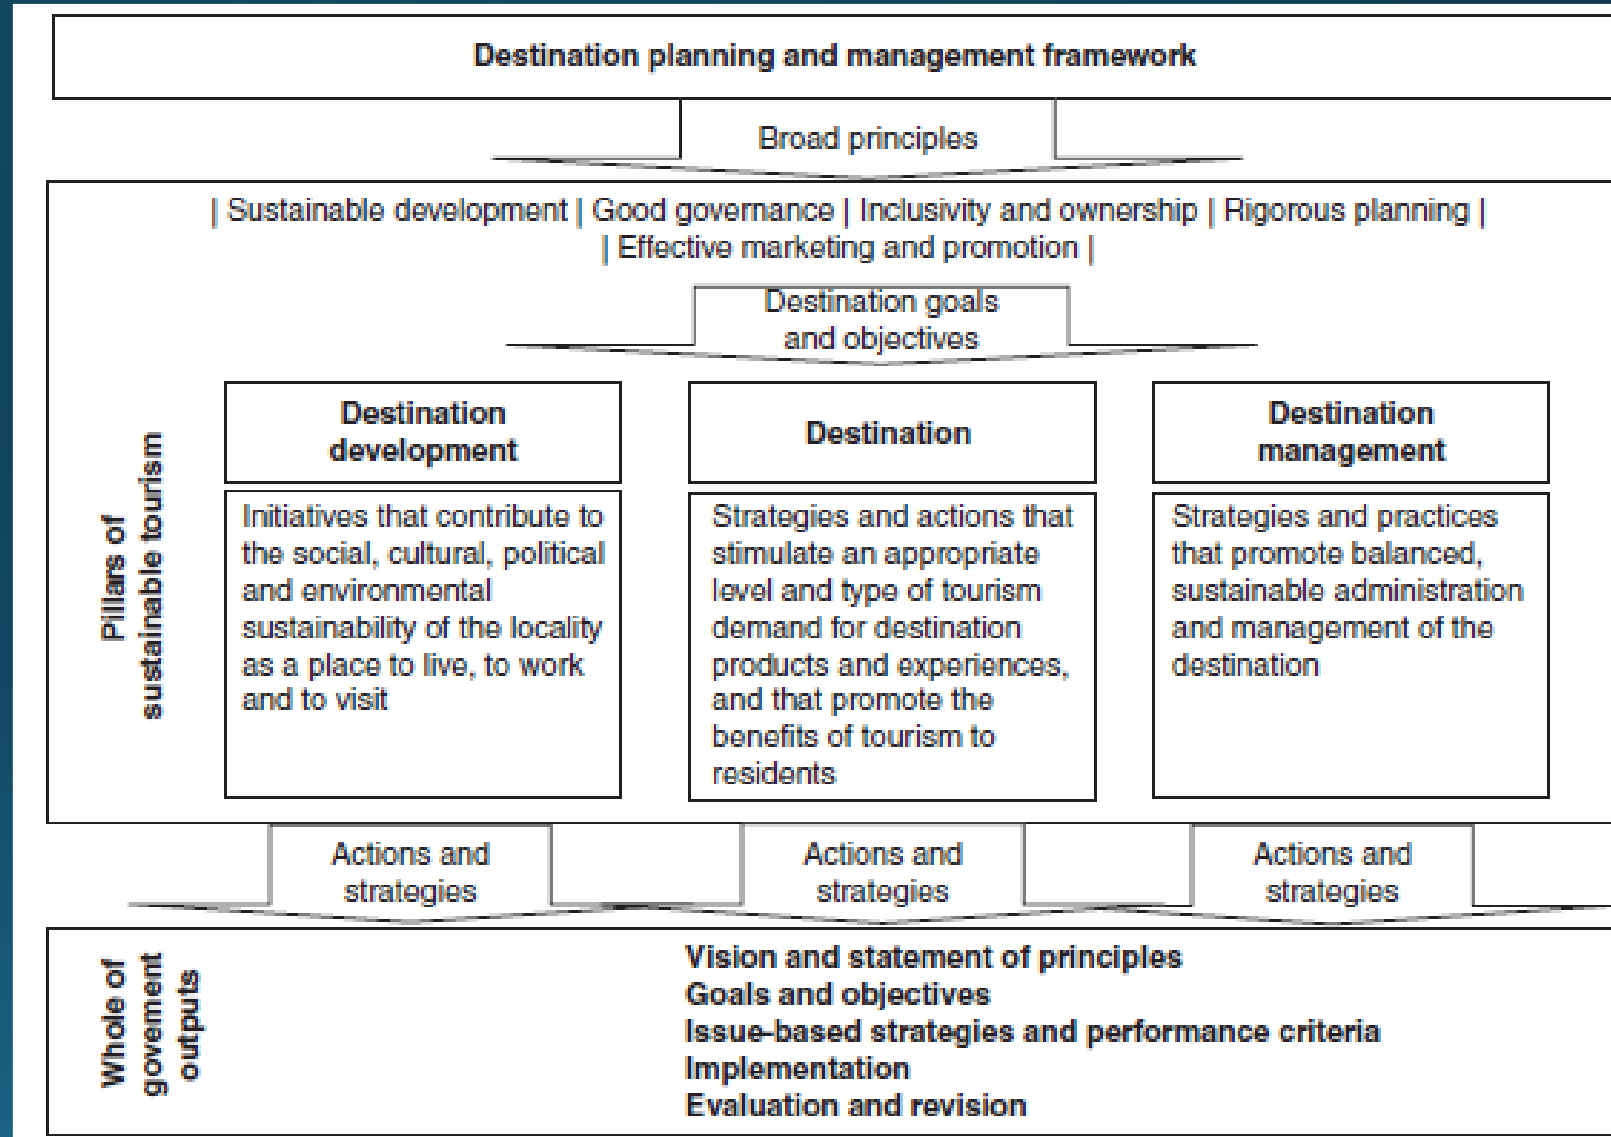 Destination planning and management framework
Broad principles
| Sustainable development | Good governance | Inclusivity and ownership | Rigorous planning |
| Effective marketing and promotion |
Destination goals
and objectives
Pillars of
sustainable tourism
Destination
development
Initiatives that contribute to
the social, cultural, political
and environmental
sustainability of the locality
as a place to live, to work
and to visit
Destination
Strategies and actions that
stimulate an appropriate
level and type of tourism
demand for destination
products and experiences,
and that promote the
benefits of tourism to
residents
Destination
management
Strategies and practices
that promote balanced,
sustainable administration
and management of the
destination
Actions and
strategies
Actions and
strategies
Actions and
strategies
Whole of
govement
outputs
Vision and statement of principles
Goals and objectives
Issue-based strategies and performance criteria
Implementation
Evaluation and revision